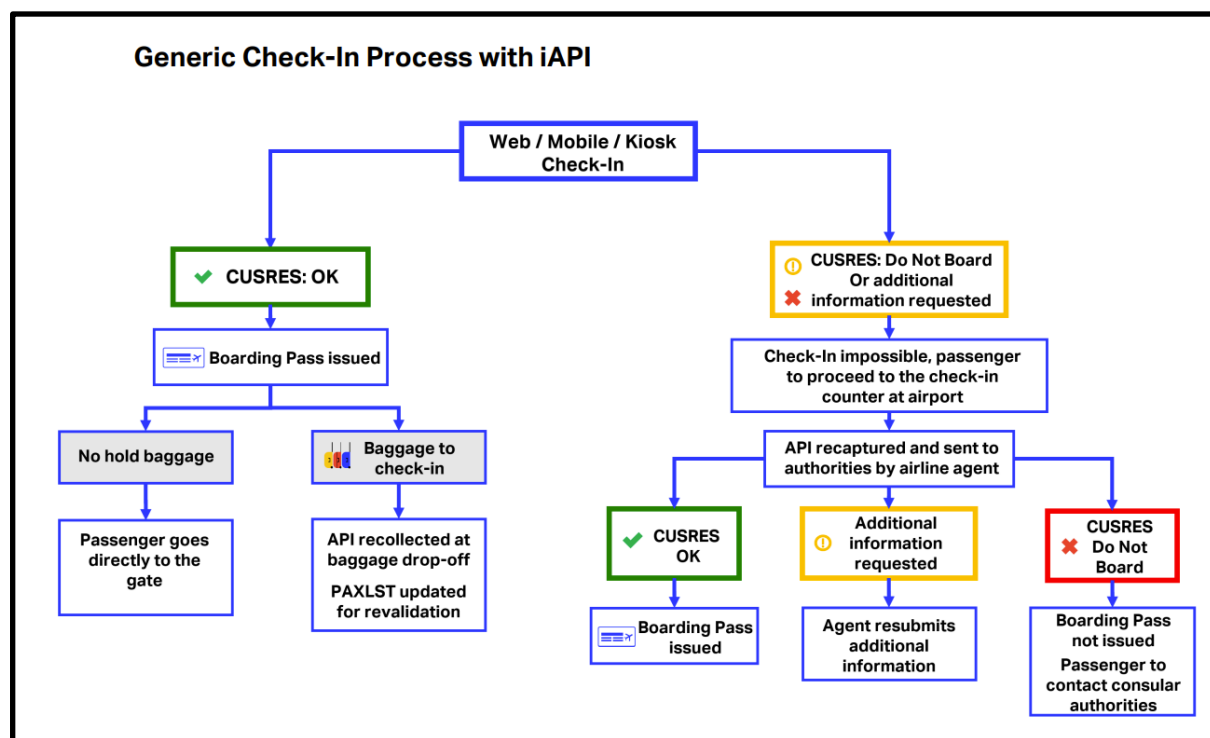 Generic Check-In Process with iAPI
Web / Mobile / Kiosk
Check-In
CUSRES: OK
Boarding Pass issued
No hold baggage
Baggage to
check-in
Passenger goes
directly to the
gate
API recollected at
baggage drop-off
PAXLST updated
for revalidation
CUSRES: Do Not Board
Or additional
information requested
Check-In impossible, passenger
to proceed to the check-in
counter at airport
API recaptured and sent to
authorities by airline agent
CUSRES
OK
Boarding Pass
issued
Additional
information
requested
Agent resubmits
additional
information
CUSRES
Do Not
Board
Boarding Pass
not issued
Passenger to
contact consular
authorities